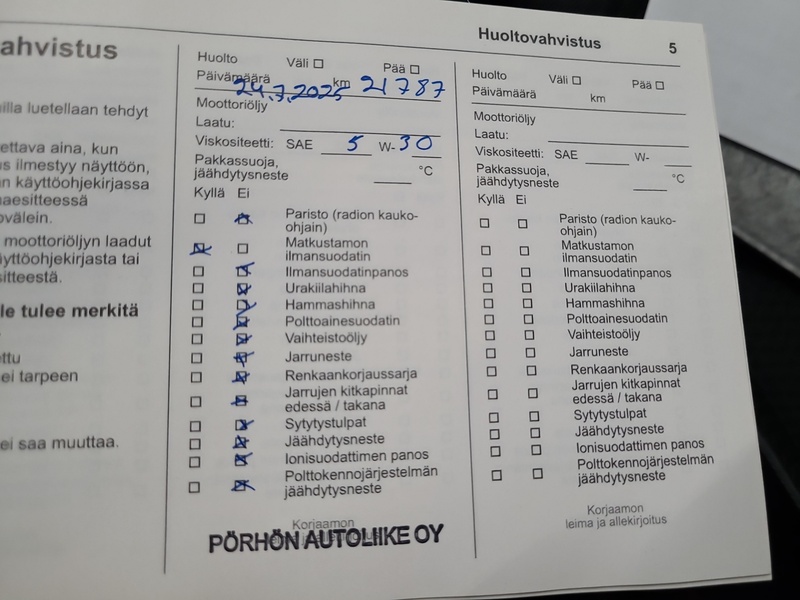 ahvistus
illa luetellaan tehdyt
ettava aina, kun
s ilmestyy näyttöön,
n käyttöohjekirjassa
aesitteessä
ovälein.
moottoriöljyn laadut
äyttöohjekirjasta tai
sitteestä.
le tulee merkitä
ttu
ei tarpeen
ei saa muuttaa.
Huolto Väli ☐ Pää ☐
Päivämäärä 24.7.2025 km 21787
Moottoriöljy
Laatu:
Viskositeetti: SAE 5 W-30
Pakkassuoja,
jäähdytysneste °C
Kyllä Ei
Paristo (radion kauko-
ohjain)
Matkustamon
ilmansuodatin
Ilmansuodatinpanos
Urakiilahihna
Hammashihna
Polttoainesuodatin
Vaihteistoöljy
Jarruneste
Renkaankorjaussarja
Jarrujen kitkapinnat
edessä / takana
Sytytystulpat
Jäähdytysneste
Ionisuodattimen panos
Polttokennojärjestelmän
jäähdytysneste
Korjaamon
PÖRHÖN AUTOLIIKE OY
Huoltovahvistus 5
Huolto Väli ☐ Pää ☐
Päivämäärä km
Moottoriöljy
Laatu:
Viskositeetti: SAE W-
Pakkassuoja,
jäähdytysneste °C
Kyllä Ei
Paristo (radion kauko-
ohjain)
Matkustamon
ilmansuodatin
Ilmansuodatinpanos
Urakiilahihna
Hammashihna
Polttoainesuodatin
Vaihteistoöljy
Jarruneste
Renkaankorjaussarja
Jarrujen kitkapinnat
edessä / takana
Sytytystulpat
Jäähdytysneste
Ionisuodattimen panos
Polttokennojärjestelmän
jäähdytysneste
Korjaamon
leima ja allekirjoitus